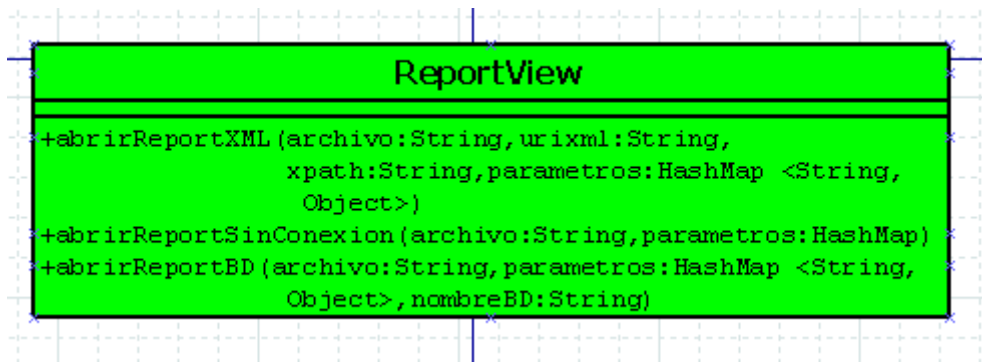 ReportView
+abrirReportXML(archivo:String,urixml:String,
xpath:String,parametros:HashMap <String,
Object>)
+abrirReportSinConexion(archivo:String,parametros:HashMap)
+abrirReportBD(archivo:String,parametros:HashMap <String,
Object>,nombreBD:String)